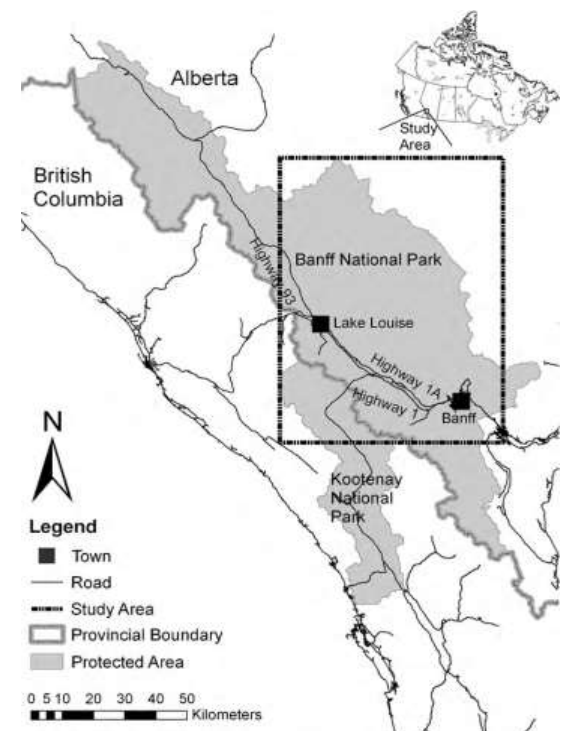 Alberta
Study
Area
British
Columbia
Banff National Park
Highway 93
Lake Louise
Highway 1A
Highway 1
Banff
N
Kootenay
National
Park
Legend
Town
Road
Study Area
Provincial Boundary
Protected Area
0 5 10 20 30 40 50
Kilometers